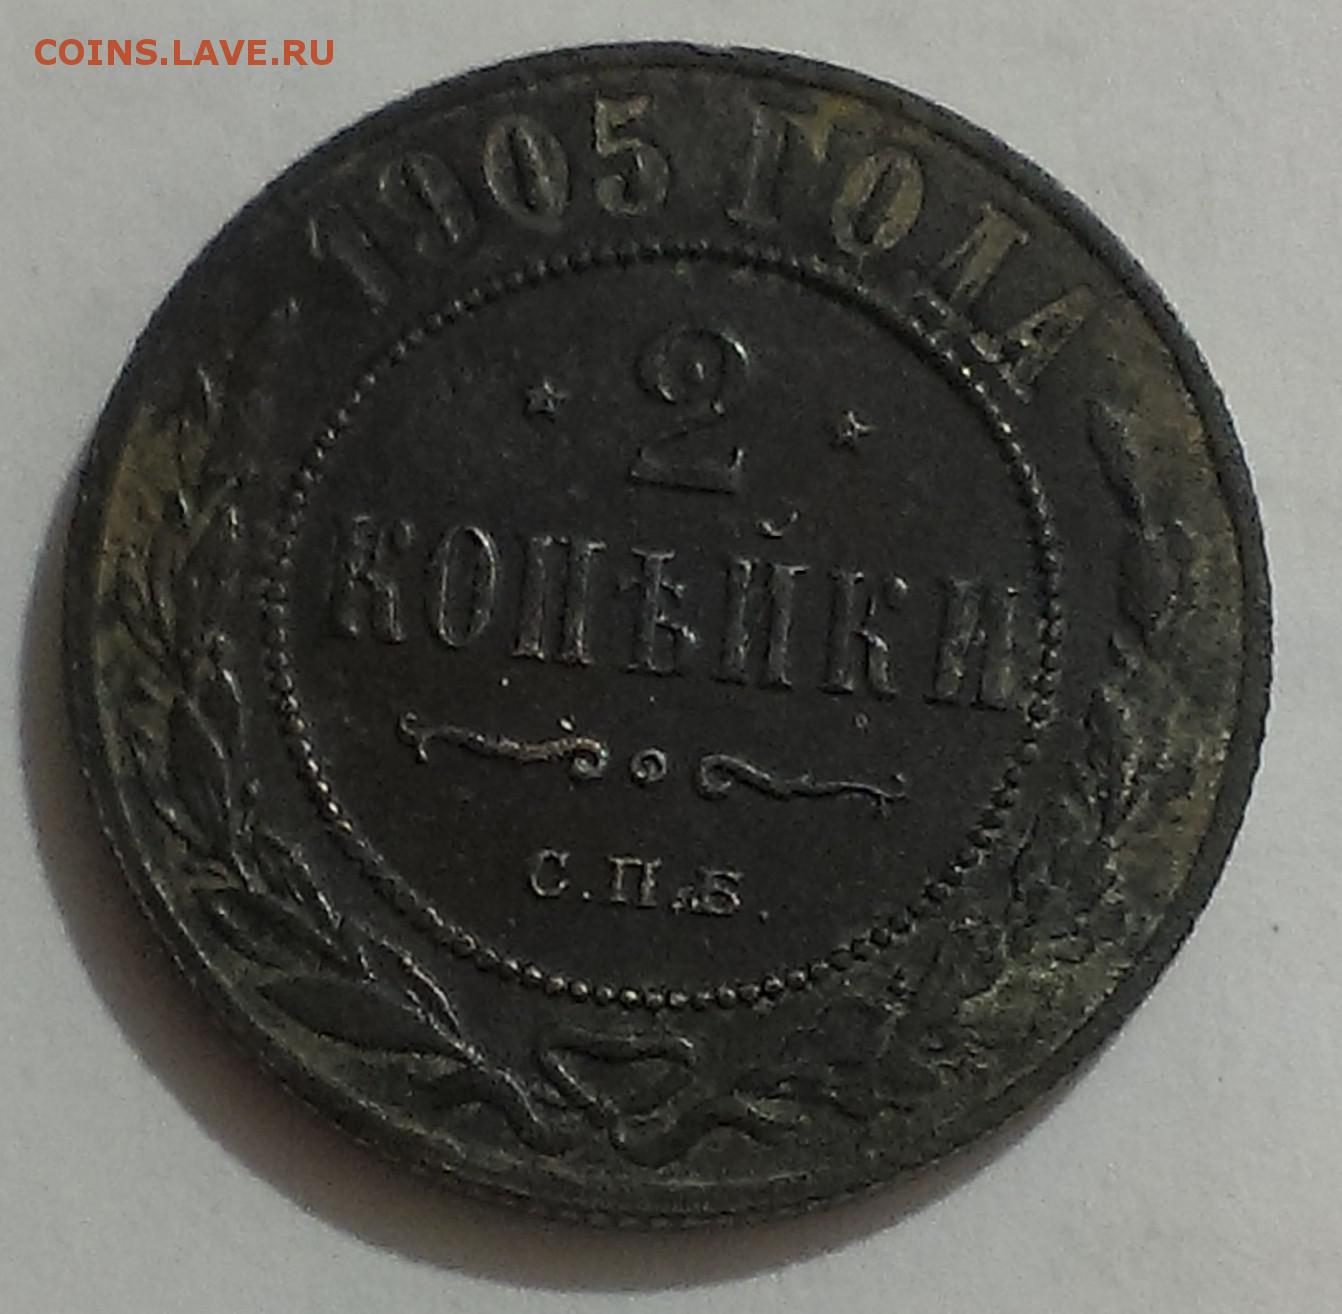 COINS.LAVE.RU
1905 ГОДА
2
КОПѢЙКИ
С.П.Б.